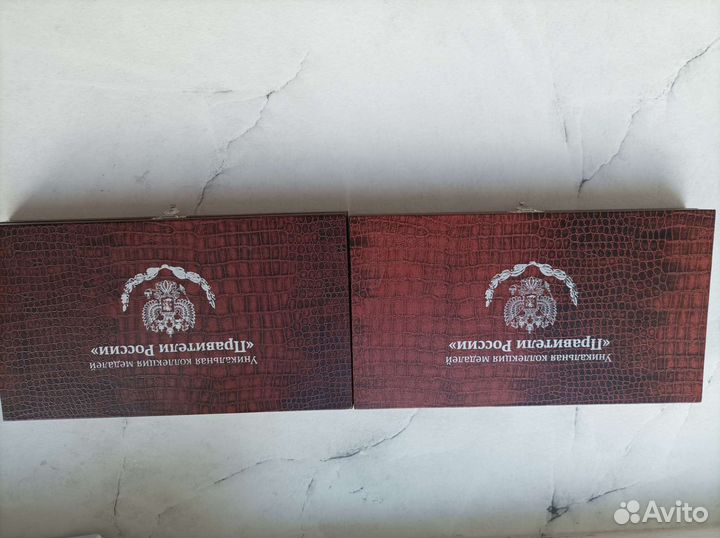 Уникальная коллекция медалей
«Правители России»
Уникальная коллекция медалей
«Правители России»
Avito